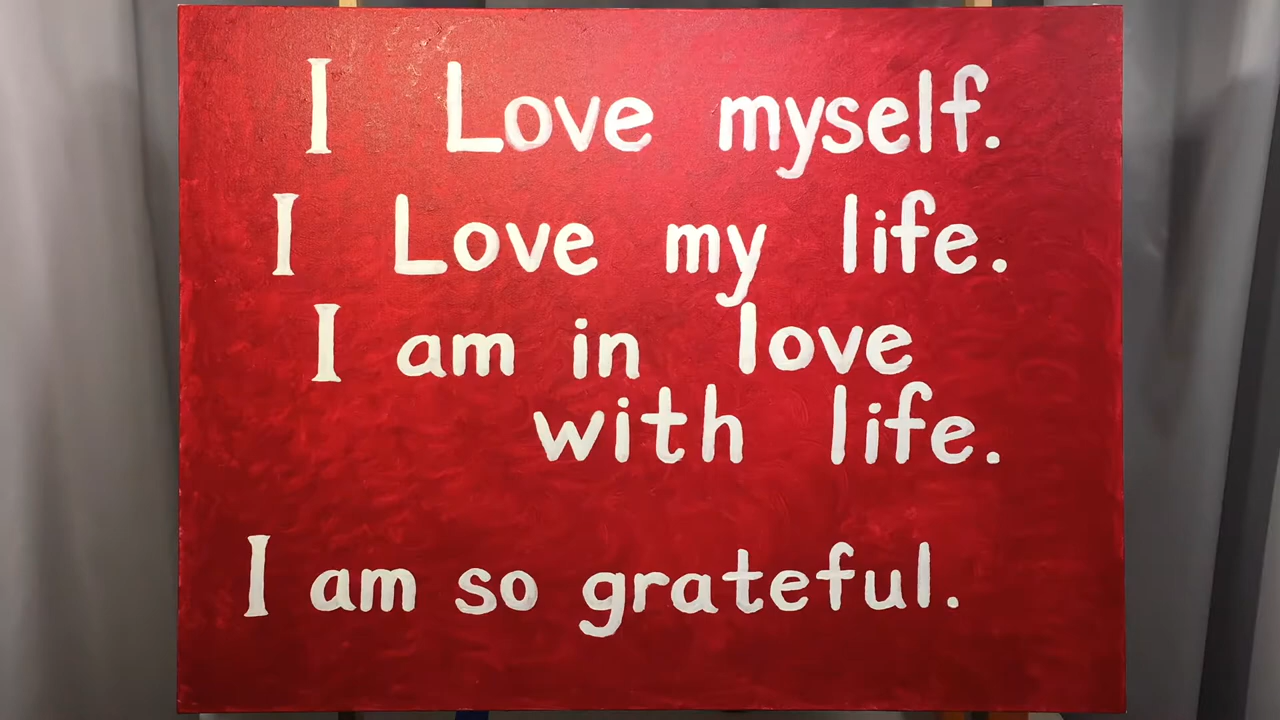 I Love myself.
I Love my life.
I am in love
with life.
I am so grateful.